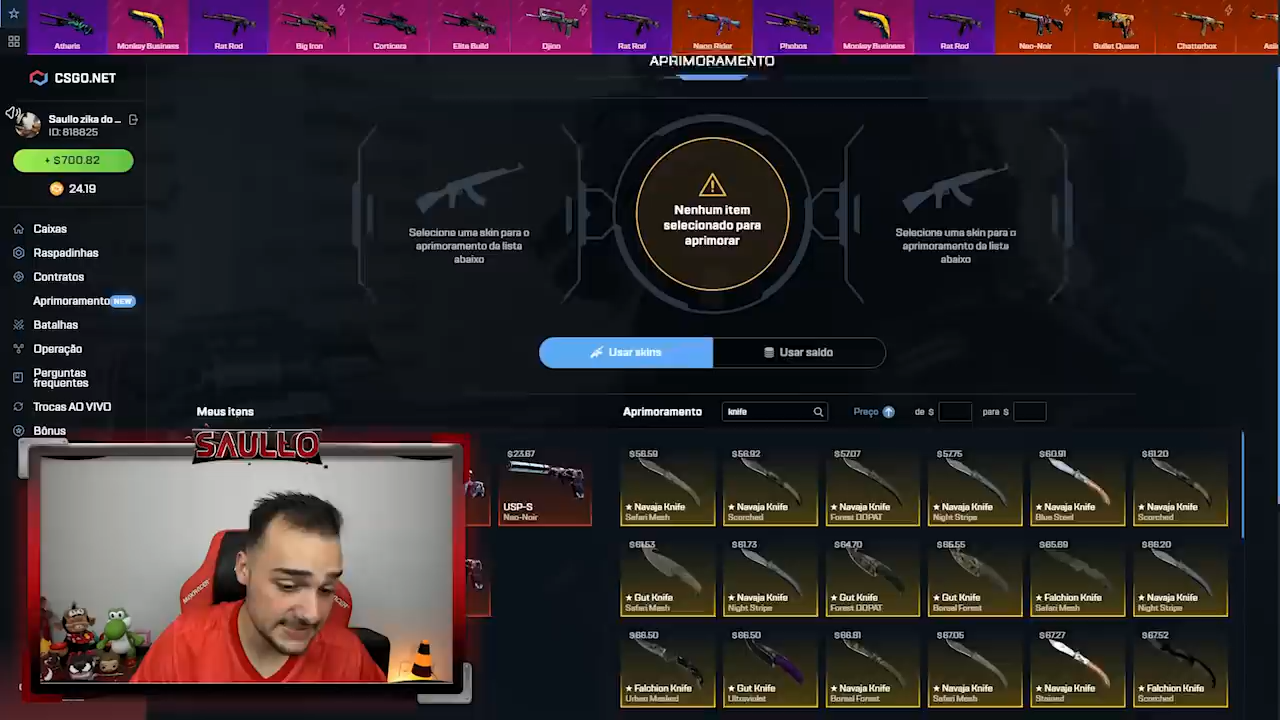 Atheris
Monkey Business
Rat Rod
Big Iron
Corticera
Elite Build
Djinn
Rat Rod
Neon Rider
Phobos
Monkey Business
Rat Rod
Neo-Noir
Bullet Queen
Chatterbox
CSGO.NET
APRIMORAMENTO
Saullo zika do ...
ID: 818825
+ $700.82
24.19
Caixas
Raspadinhas
Contratos
Aprimoramento NEW
Batalhas
Operação
Perguntas
frequentes
Trocas AO VIVO
Bônus
Selecione uma skin para o
aprimoramento da lista
abaixo
Nenhum item
selecionado para
aprimorar
Selecione uma skin para o
aprimoramento da lista
abaixo
Usar skins
Usar saldo
Meus itens
Aprimoramento
knife
Preço
de $
para $
SAULLO
$23.67
USP-S
Neo-Noir
$56.59
★ Navaja Knife
Safari Mesh
$56.92
★ Navaja Knife
Scorched
$57.07
★ Navaja Knife
Forest DDPAT
$57.75
★ Navaja Knife
Night Stripe
$60.91
★ Navaja Knife
Blue Steel
$61.20
★ Navaja Knife
Scorched
$61.53
★ Gut Knife
Safari Mesh
$61.73
★ Navaja Knife
Night Stripe
$64.70
★ Gut Knife
Forest DDPAT
$65.55
★ Gut Knife
Boreal Forest
$65.69
★ Falchion Knife
Safari Mesh
$66.20
★ Navaja Knife
Night Stripe
$66.50
★ Falchion Knife
Urban Masked
$66.50
★ Gut Knife
Ultraviolet
$66.81
★ Navaja Knife
Boreal Forest
$67.05
★ Navaja Knife
Safari Mesh
$67.27
★ Navaja Knife
Stained
$67.52
★ Falchion Knife
Scorched